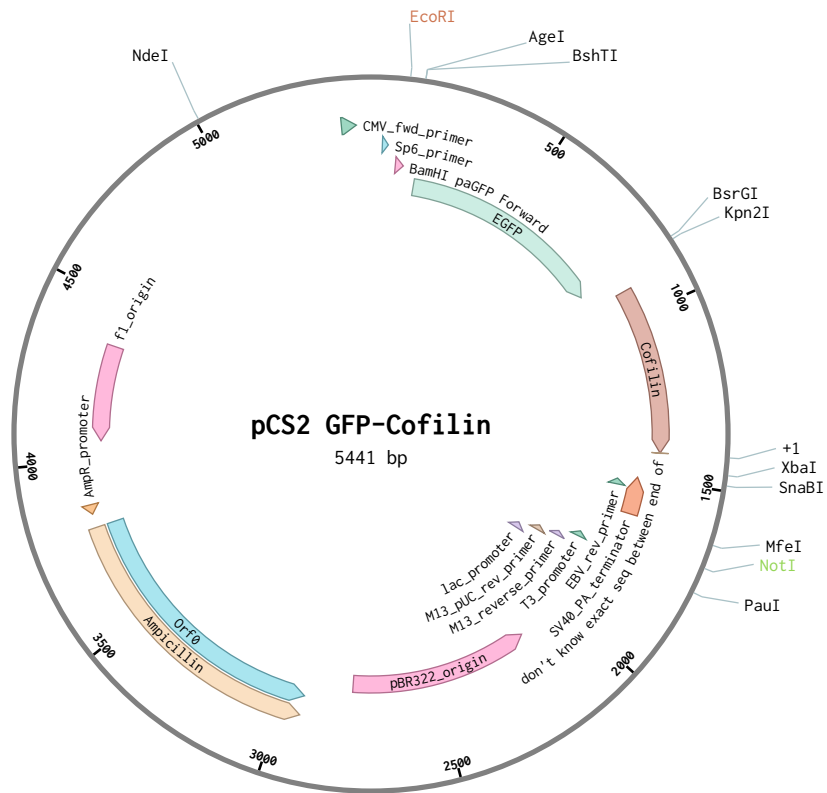 EcoRI
AgeI
BshTI
NdeI
5000
500
CMV_fwd_primer
Sp6_primer
BamHI paGFP Forward
EGFP
BsrGI
Kpn2I
4500
1000
f1_origin
Cofilin
pCS2 GFP-Cofilin
5441 bp
AmpR_promoter
4000
+1
XbaI
SnaBI
1500
MfeI
NotI
PauI
lac_promoter
M13_pUC_rev_primer
M13_reverse_primer
T3_promoter
EBV_rev_primer
SV40_PA_terminator
don't know exact seq between end of
Orf0
Ampicillin
pBR322_origin
3500
2000
3000
2500